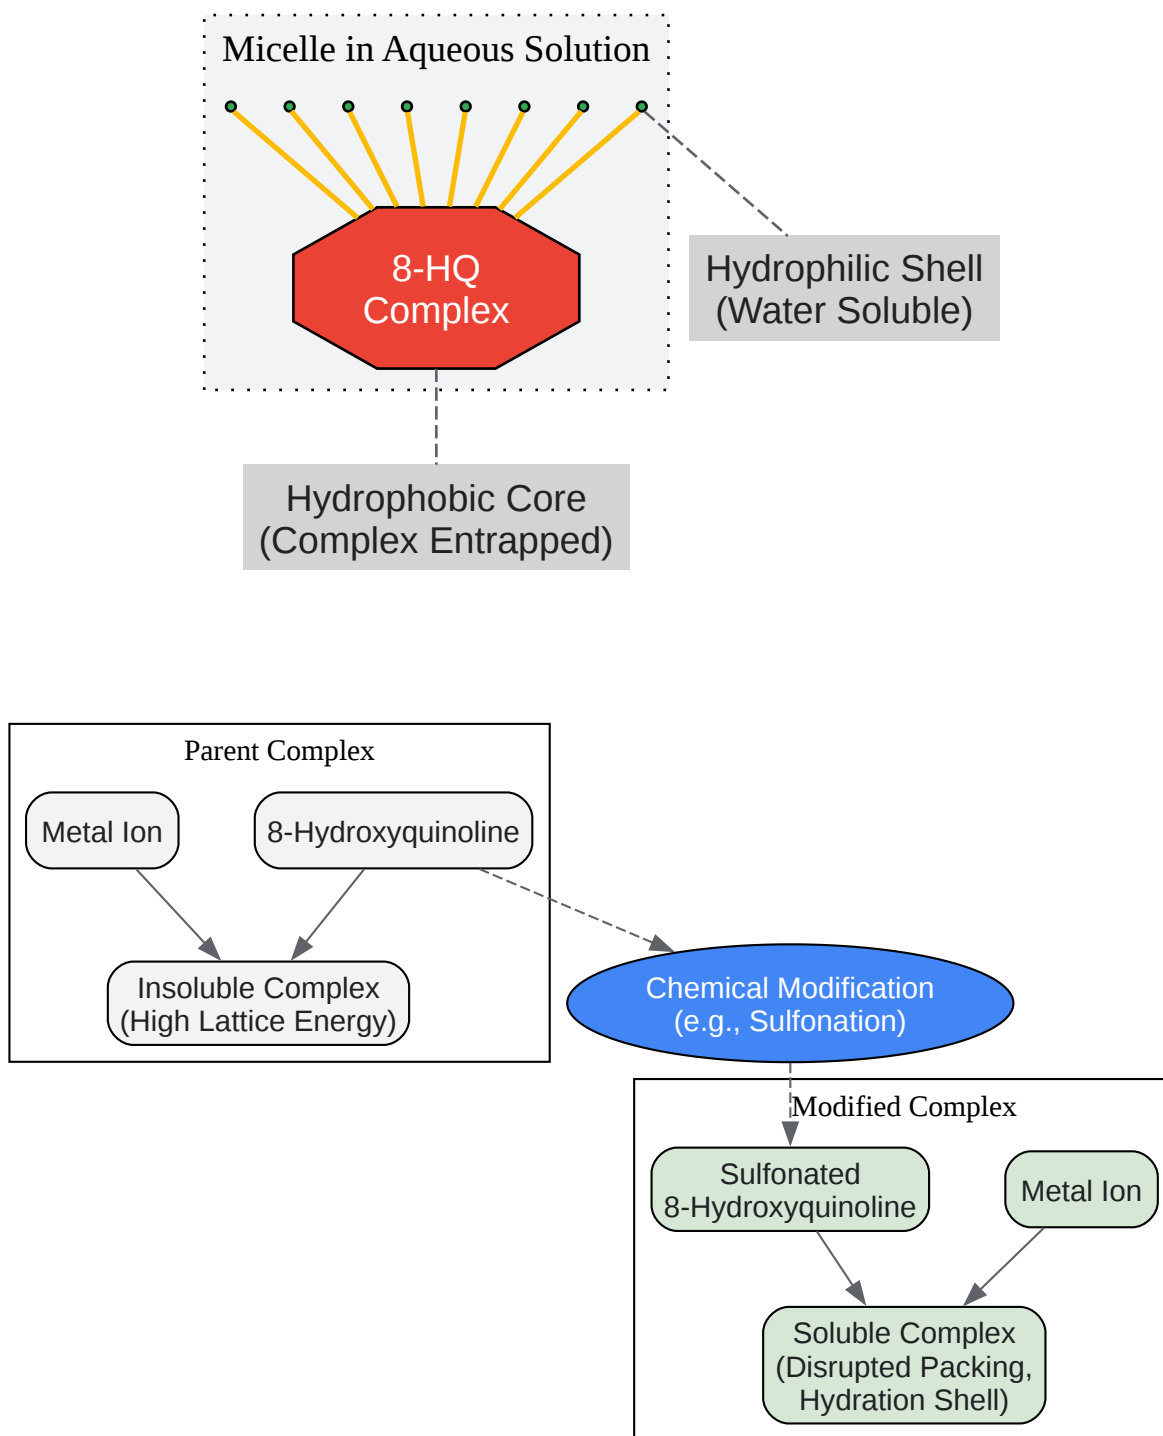 Micelle in Aqueous Solution
8-HQ
Complex
Hydrophilic Shell
(Water Soluble)
Hydrophobic Core
(Complex Entrapped)
Parent Complex
Metal Ion
8-Hydroxyquinoline
Insoluble Complex
(High Lattice Energy)
Chemical Modification
(e.g., Sulfonation)
Modified Complex
Sulfonated
8-Hydroxyquinoline
Metal Ion
Soluble Complex
(Disrupted Packing,
Hydration Shell)